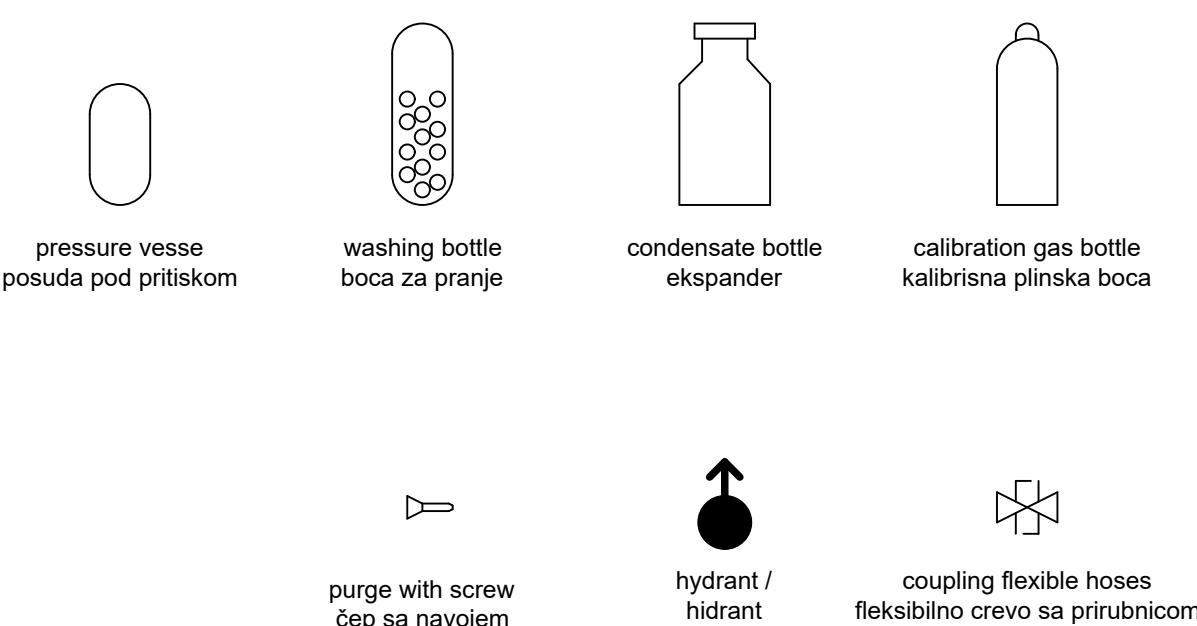 pressure vesse
posuda pod pritiskom
washing bottle
boca za pranje
condensate bottle
ekspander
calibration gas bottle
kalibrisna plinska boca
purge with screw
čep sa navojem
hydrant /
hidrant
coupling flexible hoses
fleksibilno crevo sa prirubnicom